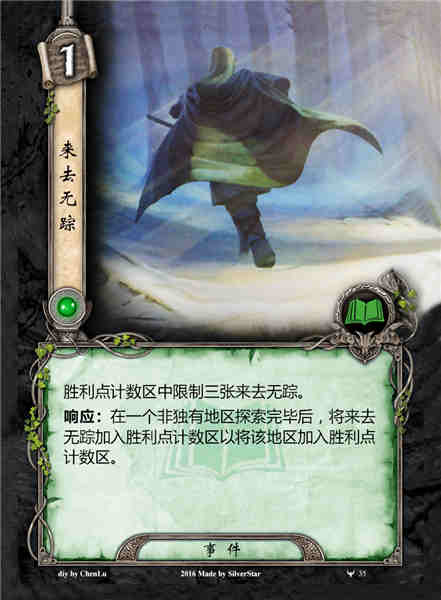 1
来去无踪
胜利点计数区中限制三张来去无踪。
响应：在一个非独有地区探索完毕后，将来去
无踪加入胜利点计数区以将该地区加入胜利点
计数区。
事件
diy by ChenLu
2016 Made by SilverStar
35